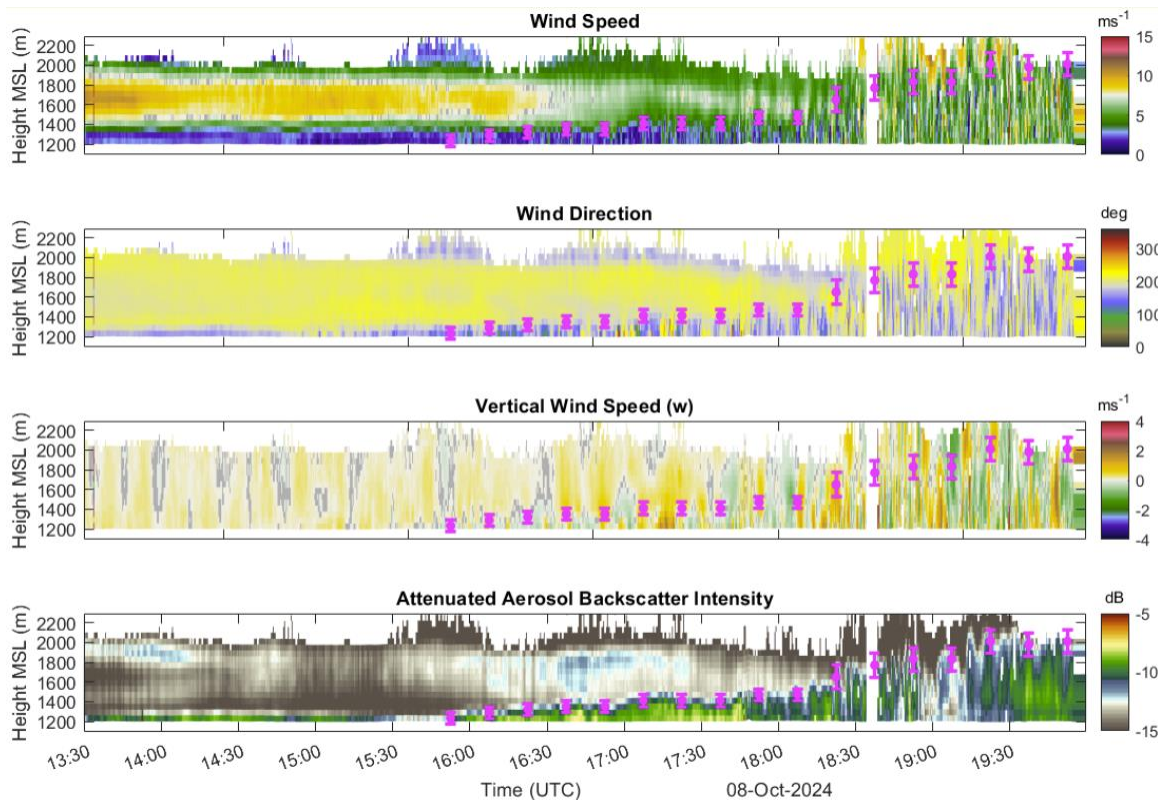 Wind Speed
ms-1
Height MSL (m)
2200
2000
1800
1600
1400
1200
15
10
5
0
Wind Direction
deg
Height MSL (m)
2200
2000
1800
1600
1400
1200
300
200
100
0
Vertical Wind Speed (w)
ms-1
Height MSL (m)
2200
2000
1800
1600
1400
1200
4
2
0
-2
-4
Attenuated Aerosol Backscatter Intensity
dB
Height MSL (m)
2200
2000
1800
1600
1400
1200
-5
-10
-15
13:30 14:00 14:30 15:00 15:30 16:00 16:30 17:00 17:30 18:00 18:30 19:00 19:30
Time (UTC) 08-Oct-2024